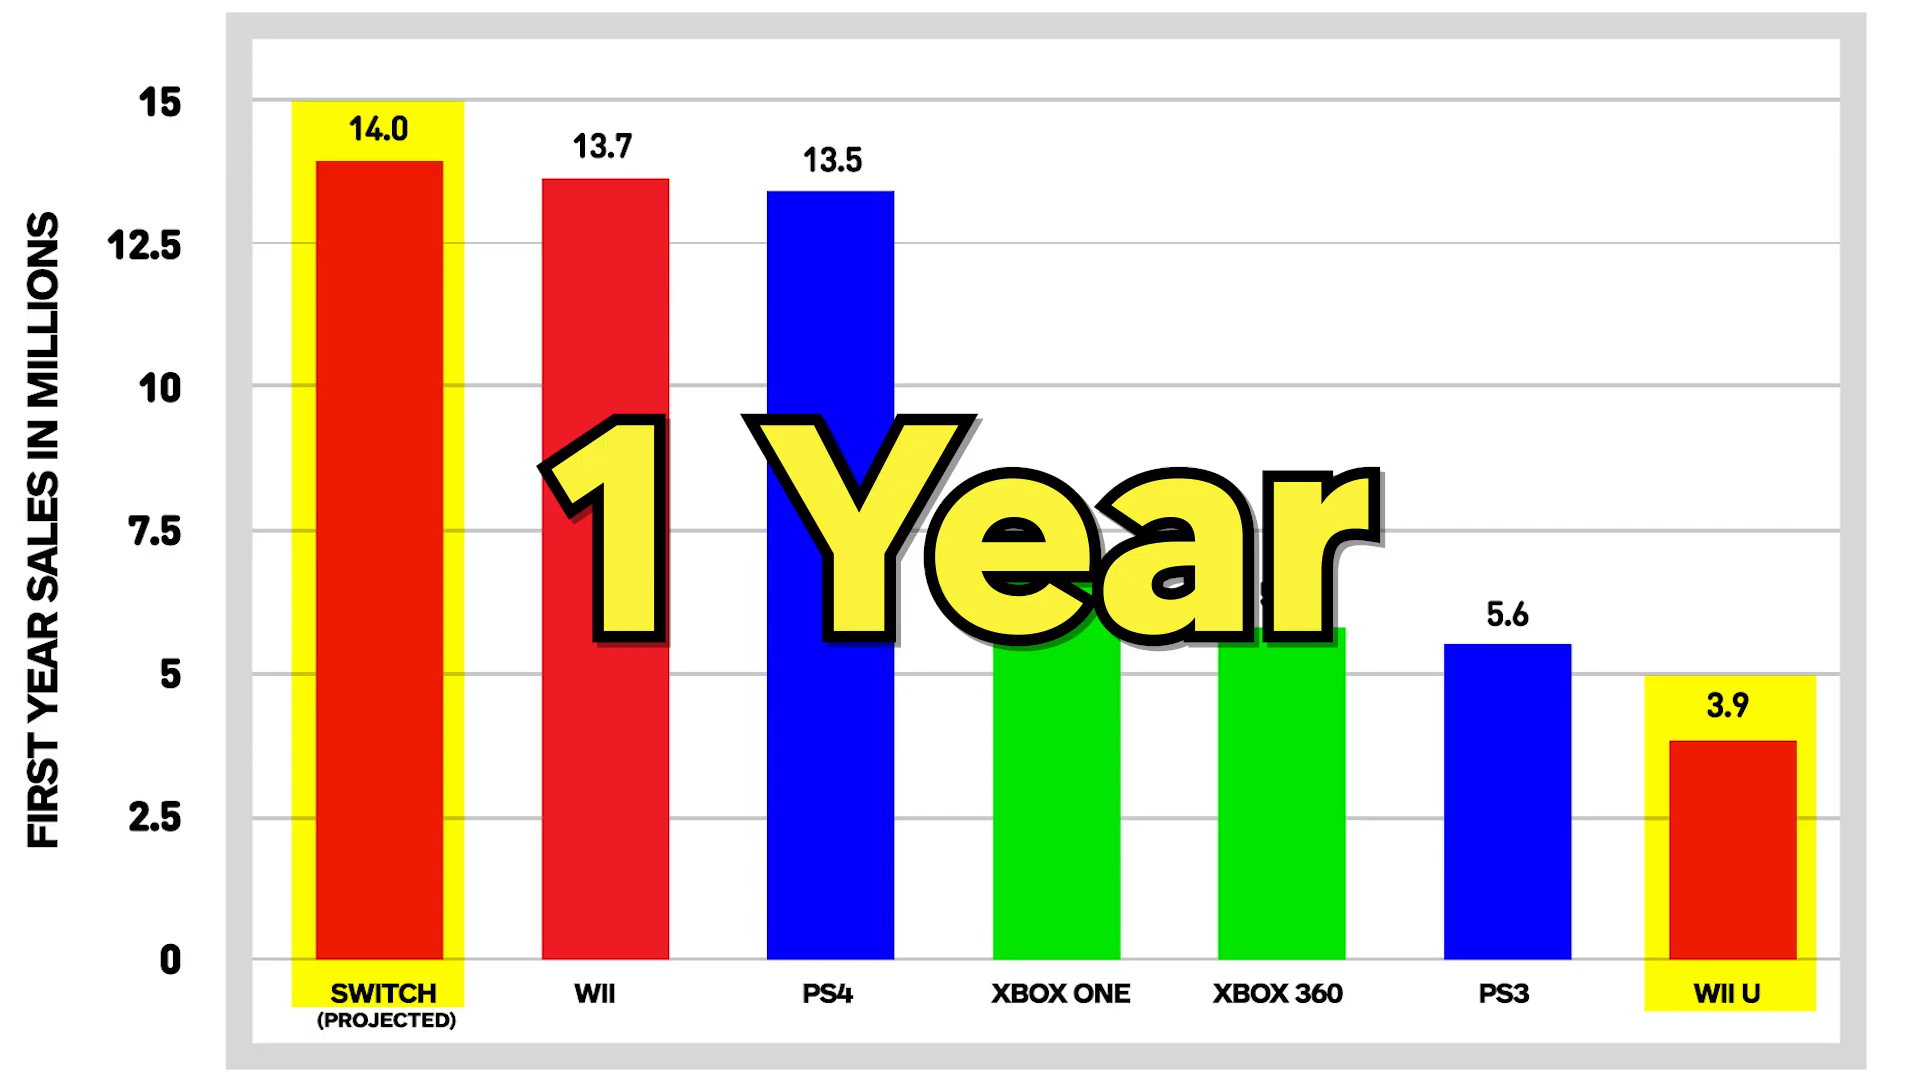 FIRST YEAR SALES IN MILLIONS
15
12.5
10
7.5
5
2.5
0
14.0
13.7
13.5
5.6
3.9
1 Year
SWITCH
(PROJECTED)
WII
PS4
XBOX ONE
XBOX 360
PS3
WII U